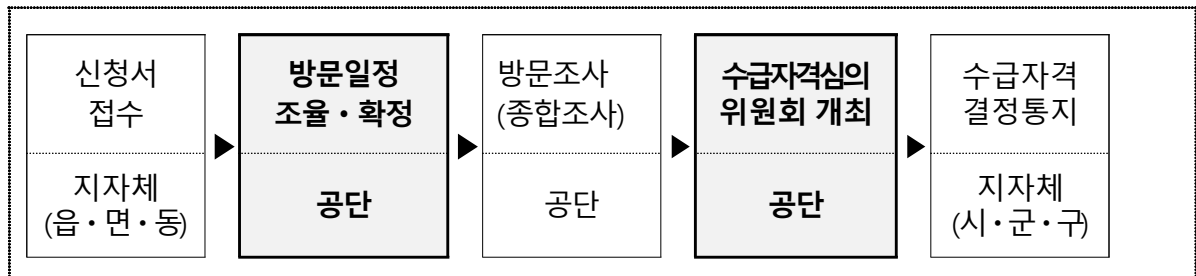 신청서
접수
지자체
(읍・면・동)
방문일정
조율・확정
공단
방문조사
(종합조사)
공단
수급자격심의
위원회 개최
공단
수급자격
결정통지
지자체
(시・군・구)